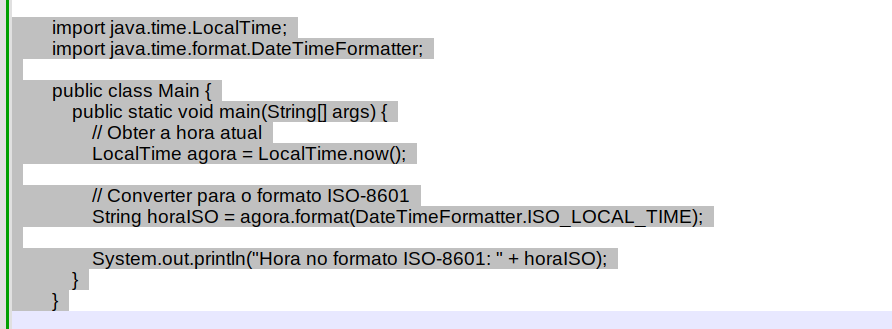 import java.time.LocalTime;
import java.time.format.DateTimeFormatter;
public class Main {
public static void main(String[] args) {
// Obter a hora atual
LocalTime agora = LocalTime.now();
// Converter para o formato ISO-8601
String horaISO = agora.format(DateTimeFormatter.ISO_LOCAL_TIME);
System.out.println("Hora no formato ISO-8601: " + horaISO);
}
}